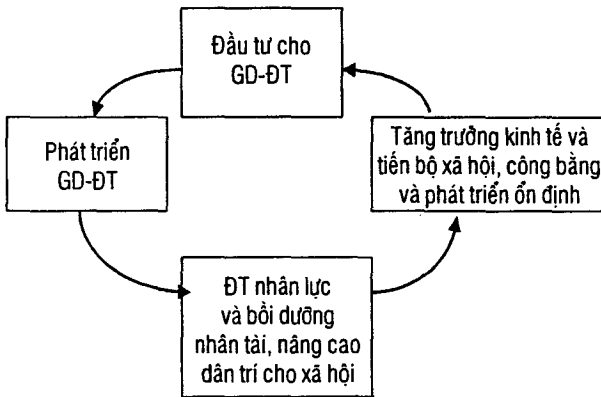 Đầu tư cho
GD-ĐT
Phát triển
GD-ĐT
Tăng trưởng kinh tế và
tiến bộ xã hội, công bằng
và phát triển ổn định
ĐT nhân lực
và bồi dưỡng
nhân tài, nâng cao
dân trí cho xã hội